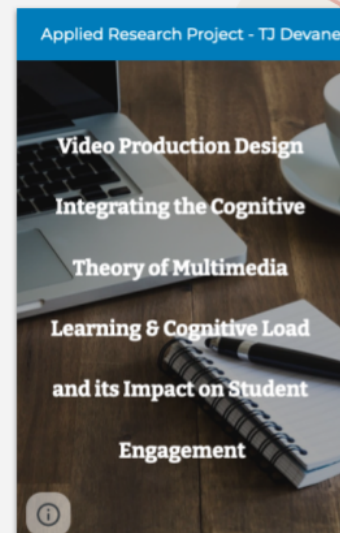 Applied Research Project - TJ Devane
Video Production Design
Integrating the Cognitive
Theory of Multimedia
Learning & Cognitive Load
and its Impact on Student
Engagement